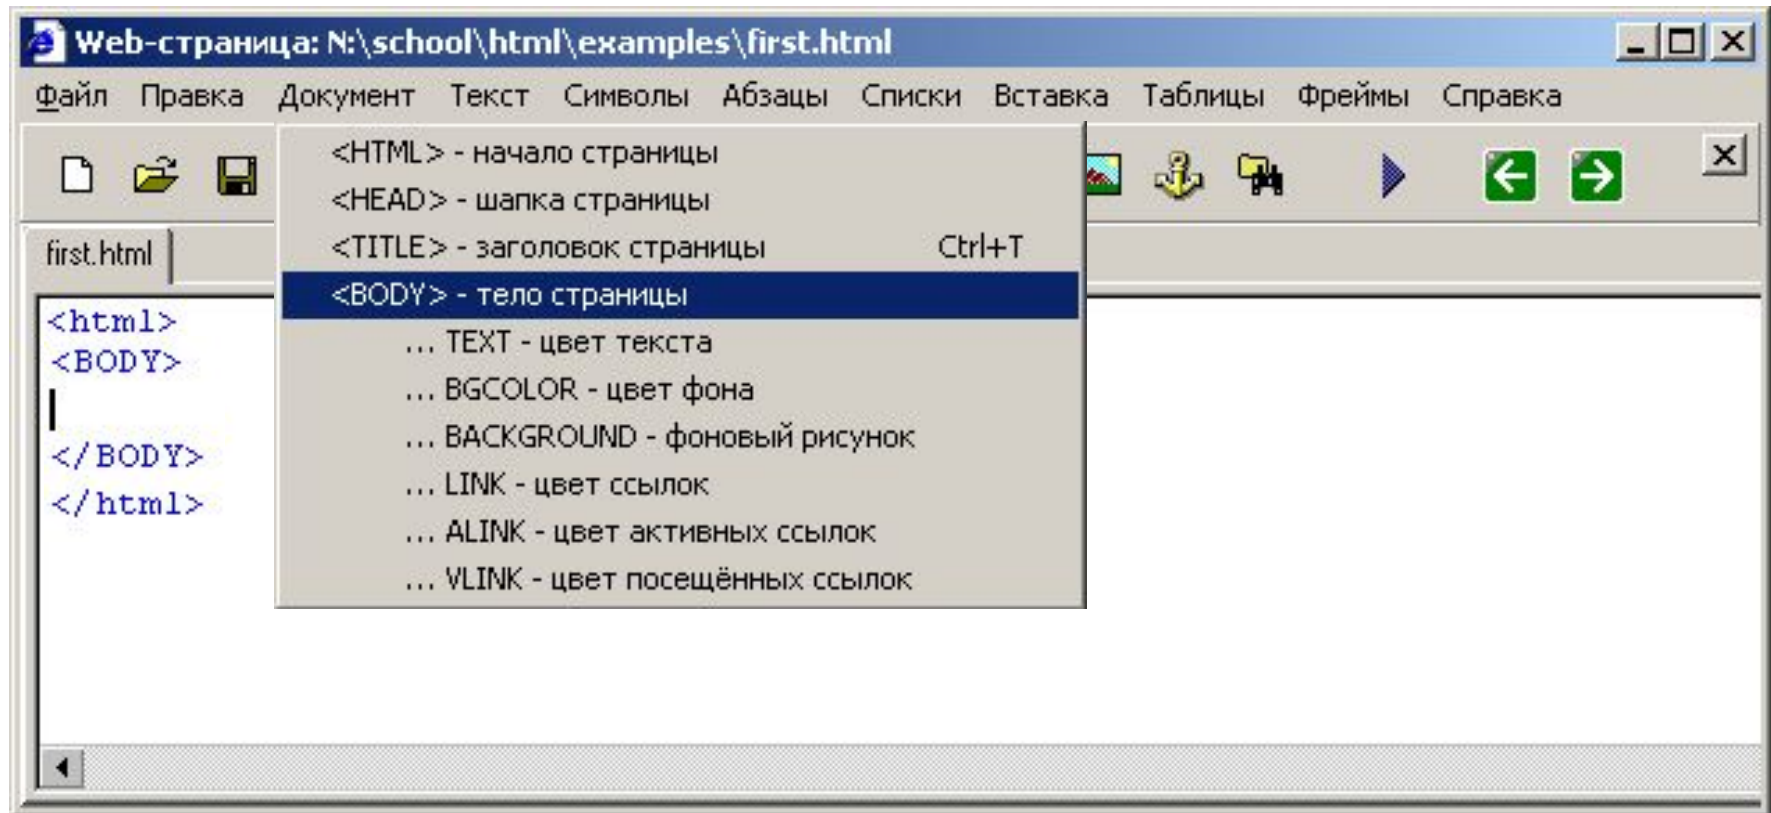 Web-страница: N:\school\html\examples\first.html
Файл Правка Документ Текст Символы Абзацы Списки Вставка Таблицы Фреймы Справка
<HTML> - начало страницы
<HEAD> - шапка страницы
<TITLE> - заголовок страницы Ctrl+T
<BODY> - тело страницы
... TEXT - цвет текста
... BGCOLOR - цвет фона
... BACKGROUND - фоновый рисунок
... LINK - цвет ссылок
... ALINK - цвет активных ссылок
... VLINK - цвет посещённых ссылок
first.html
<html>
<BODY>
</BODY>
</html>